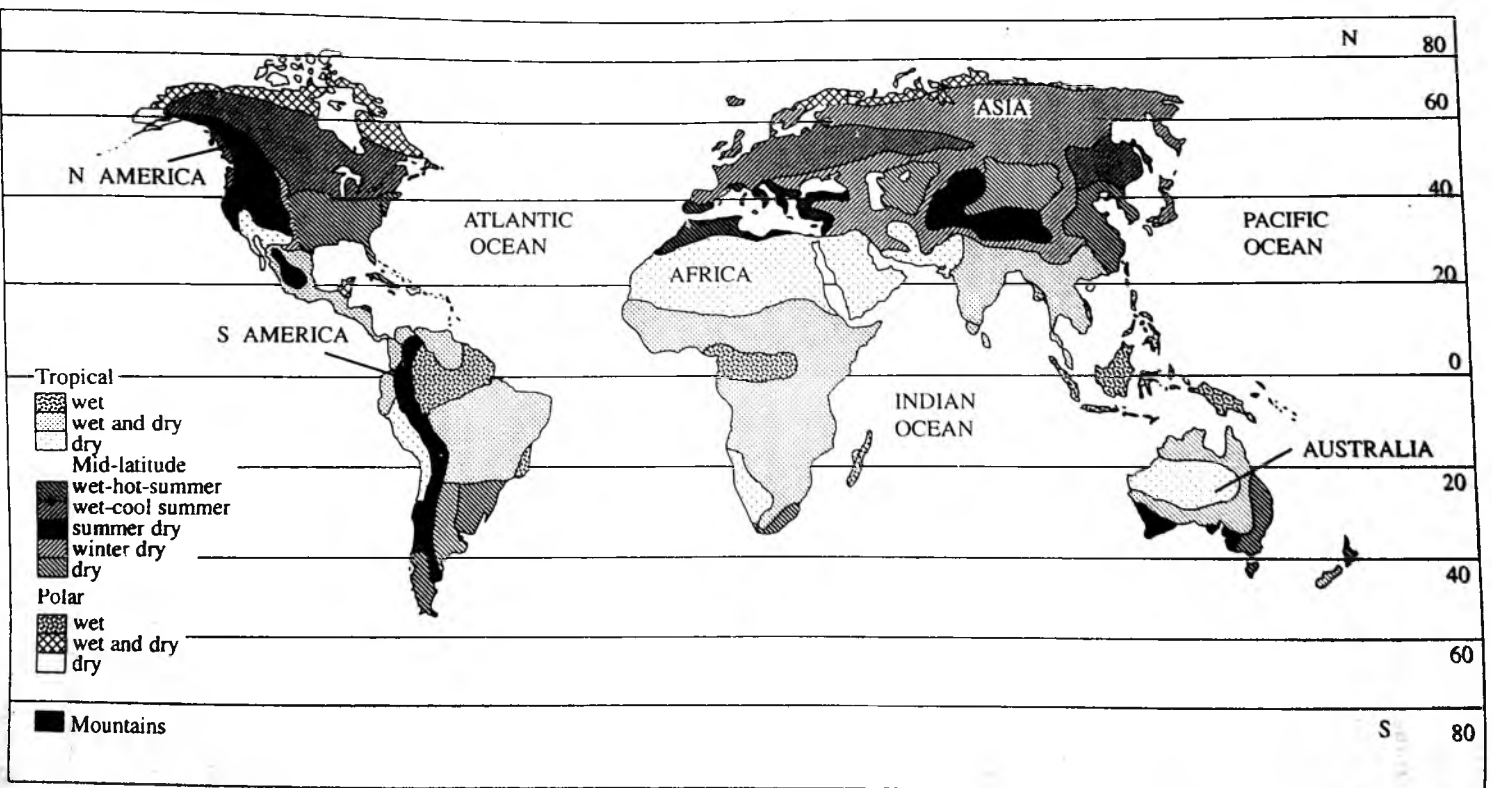 N
80
60
ASIA
N AMERICA
40
ATLANTIC
OCEAN
PACIFIC
OCEAN
AFRICA
20
S AMERICA
0
Tropical
wet
wet and dry
dry
INDIAN
OCEAN
AUSTRALIA
20
Mid-latitude
wet-hot-summer
wet-cool summer
summer dry
winter dry
dry
40
Polar
wet
wet and dry
dry
60
Mountains
S
80